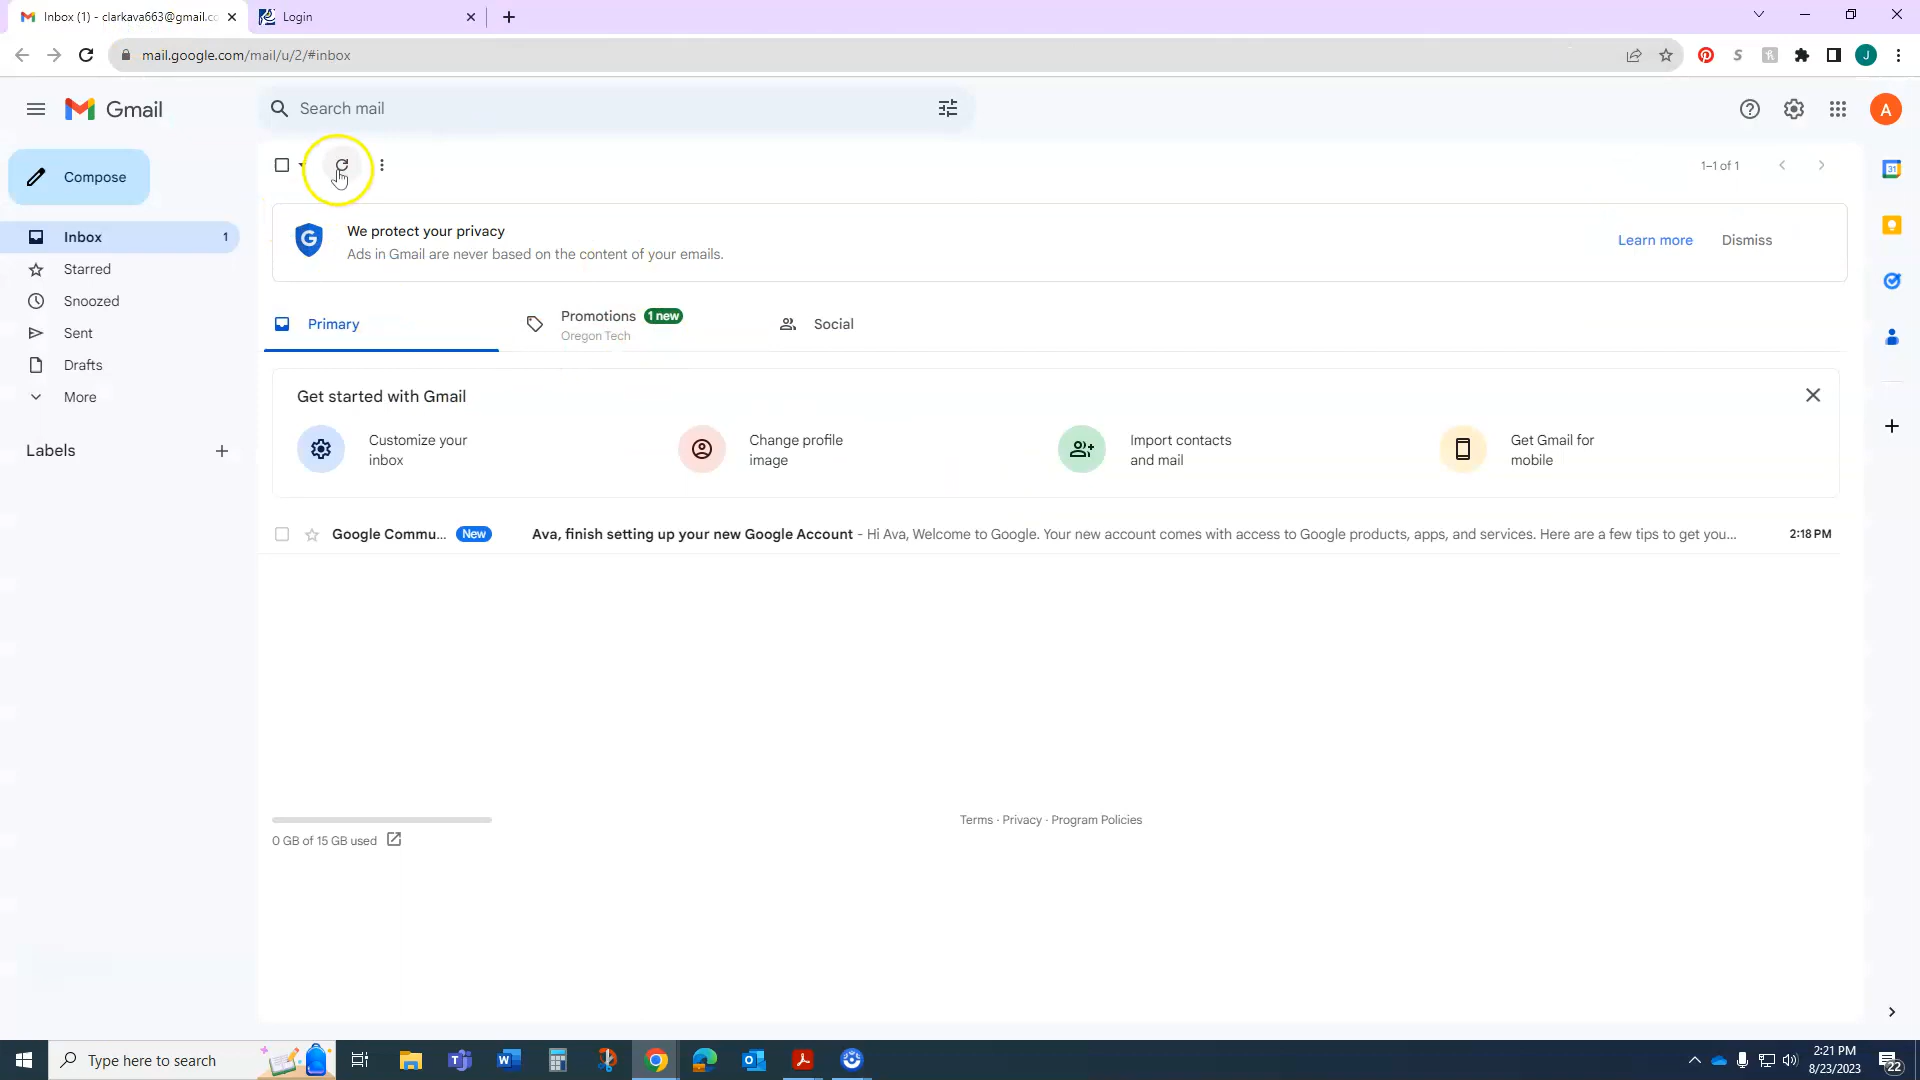 Inbox (1) - clarkava663@gmail.co
Login
mail.google.com/mail/u/2/#inbox
J
Gmail
Search mail
A
Compose
1–1 of 1
31
G
We protect your privacy
Ads in Gmail are never based on the content of your emails.
Learn more
Dismiss
Inbox
1
Starred
Snoozed
Sent
Drafts
More
Labels
Primary
Promotions
1 new
Oregon Tech
Social
Get started with Gmail
Customize your
inbox
Change profile
image
Import contacts
and mail
Get Gmail for
mobile
Google Commu...
New
Ava, finish setting up your new Google Account - Hi Ava, Welcome to Google. Your new account comes with access to Google products, apps, and services. Here are a few tips to get you...
2:18 PM
0 GB of 15 GB used
Terms · Privacy · Program Policies
Type here to search
2:21 PM
8/23/2023
22